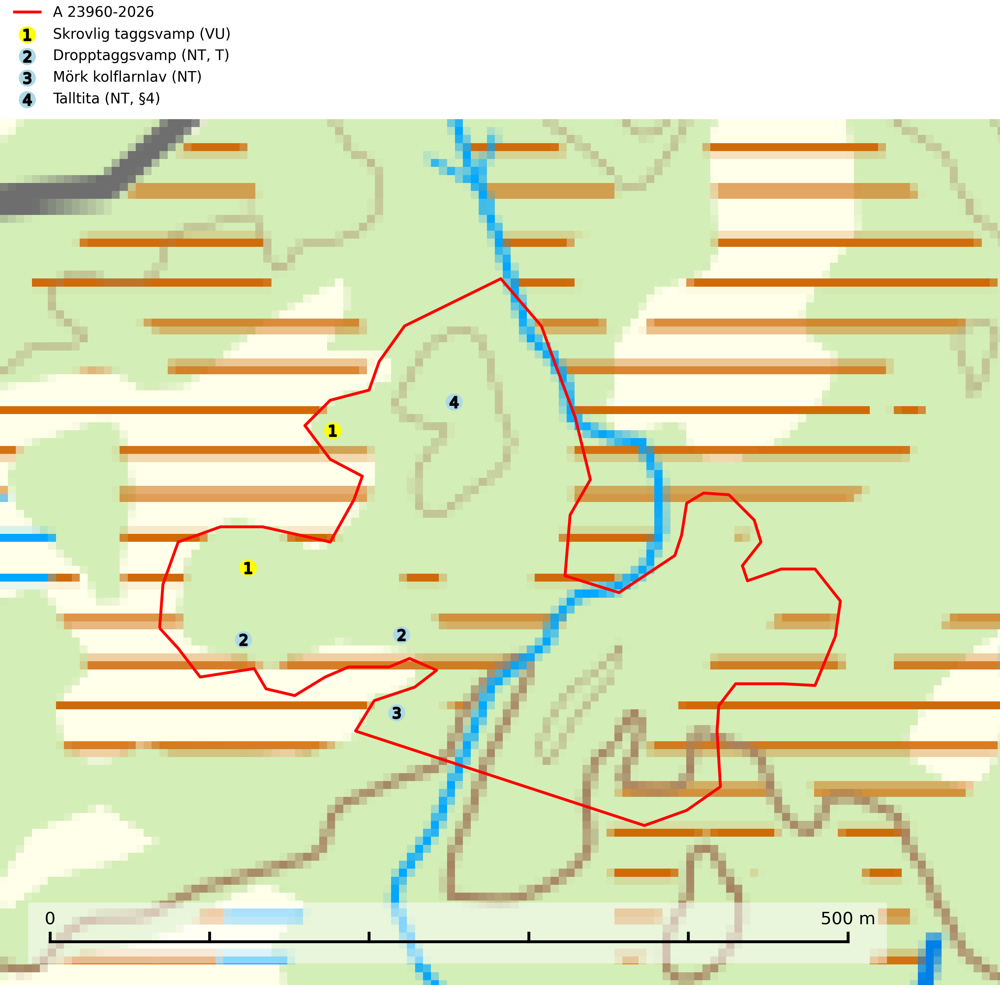 A 23960-2026
1 Skrovlig taggsvamp (VU)
2 Dropptaggsvamp (NT, T)
3 Mörk kolflarnlav (NT)
4 Talltita (NT, §4)
4
1
1
2
2
3
0 500 m